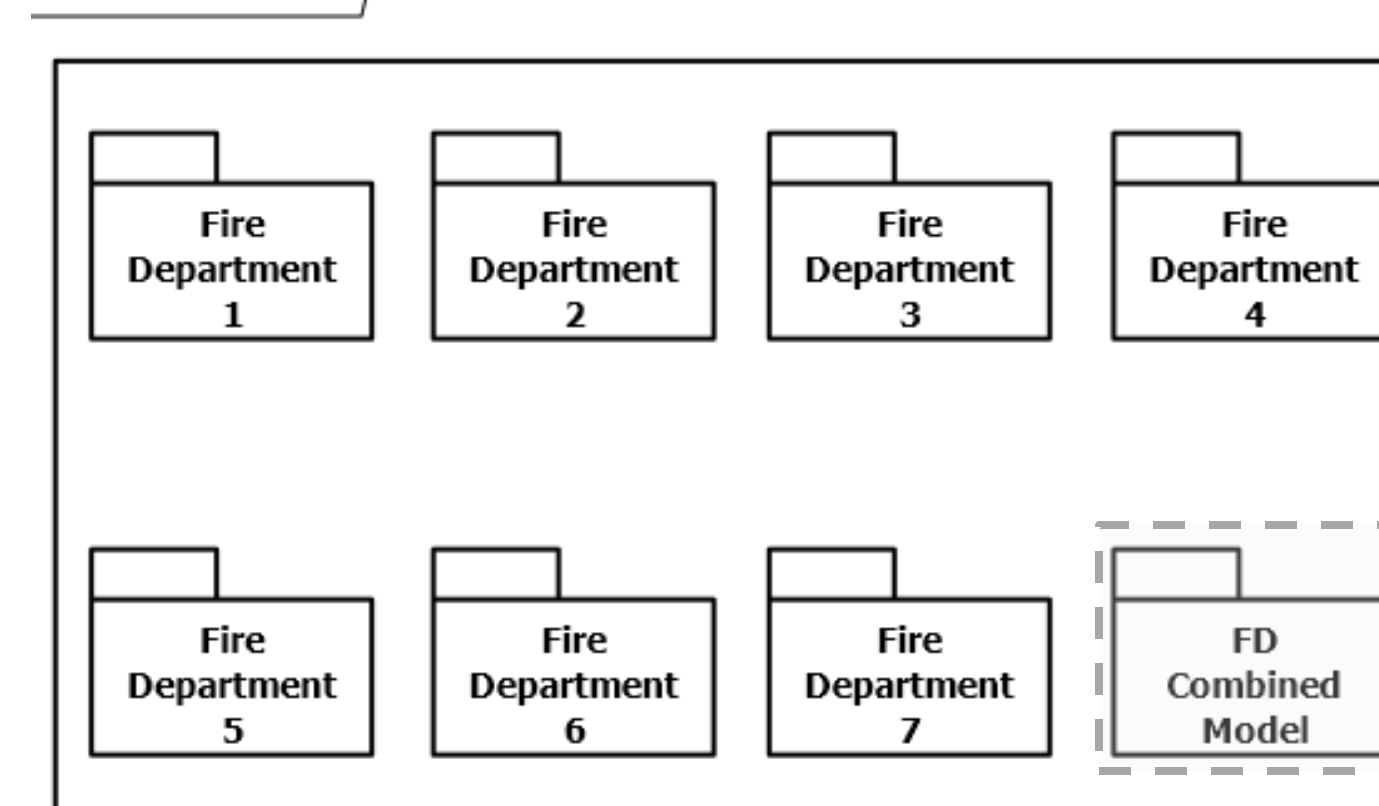 Fire
Department
1
Fire
Department
2
Fire
Department
3
Fire
Department
4
Fire
Department
5
Fire
Department
6
Fire
Department
7
FD
Combined
Model